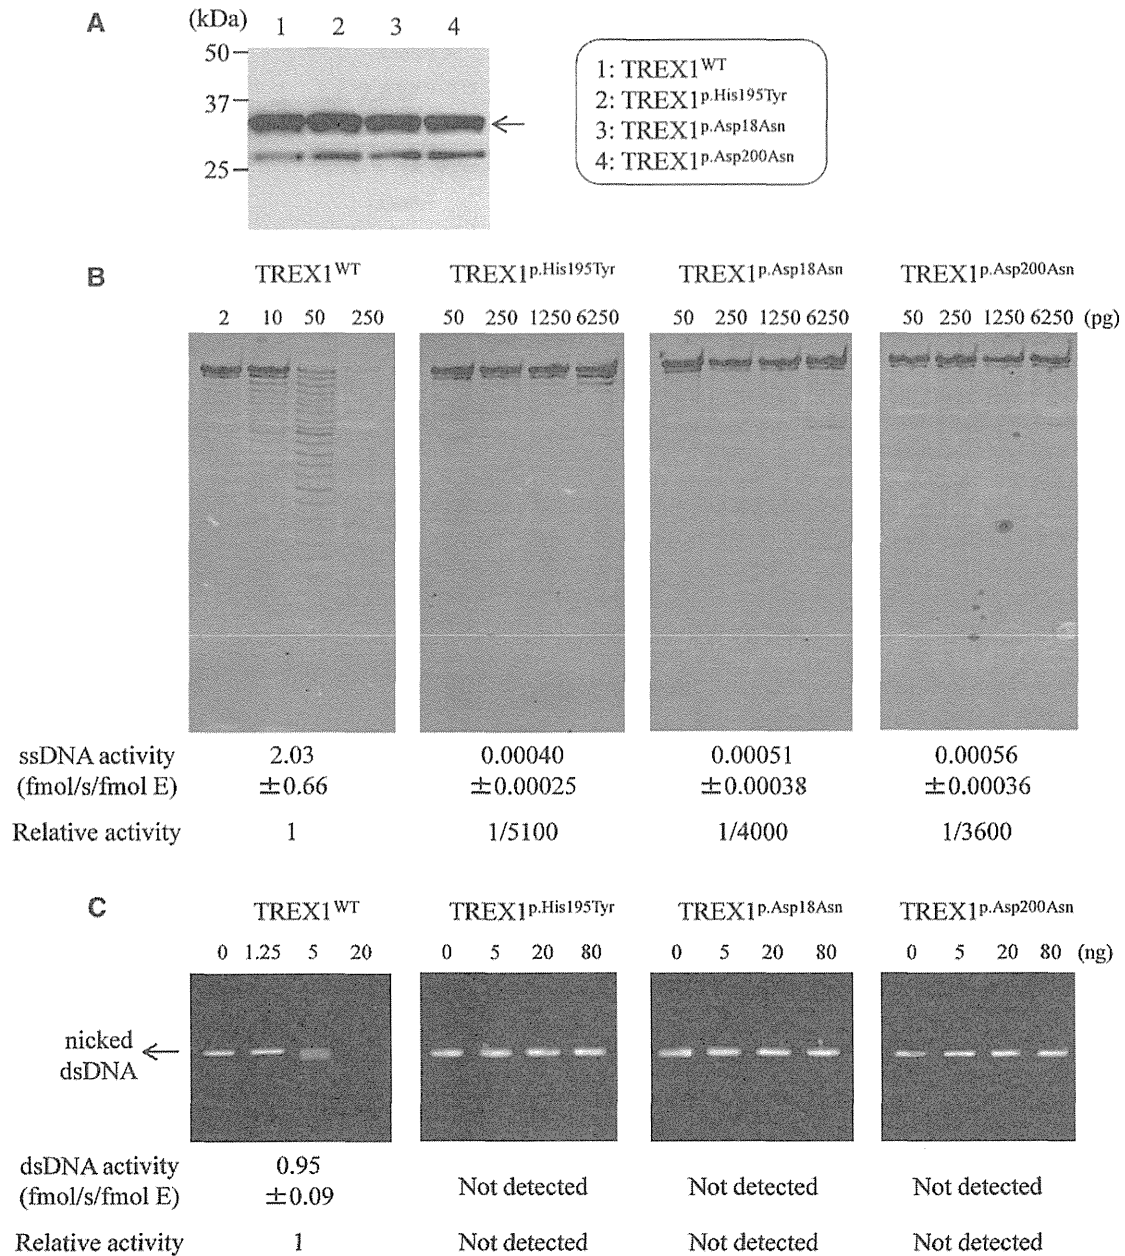 A
(kDa) 1 2 3 4
50
37
25
1: TREX1WT
2: TREX1p.His195Tyr
3: TREX1p.Asp18Asn
4: TREX1p.Asp200Asn
B
TREX1WT TREX1p.His195Tyr TREX1p.Asp18Asn TREX1p.Asp200Asn
2 10 50 250 50 250 1250 6250 50 250 1250 6250 50 250 1250 6250 (pg)
ssDNA activity 2.03 0.00040 0.00051 0.00056
(fmol/s/fmol E) ±0.66 ±0.00025 ±0.00038 ±0.00036
Relative activity 1 1/5100 1/4000 1/3600
C
TREX1WT TREX1p.His195Tyr TREX1p.Asp18Asn TREX1p.Asp200Asn
0 1.25 5 20 0 5 20 80 0 5 20 80 0 5 20 80 (ng)
nicked
dsDNA
dsDNA activity 0.95
(fmol/s/fmol E) ±0.09 Not detected Not detected Not detected
Relative activity 1 Not detected Not detected Not detected